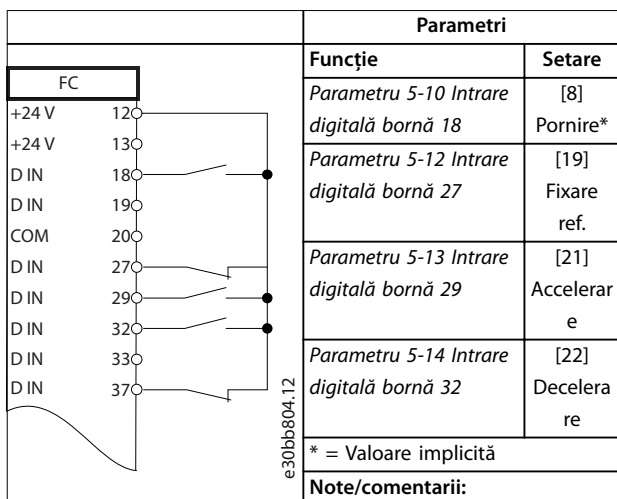 FC
+24 V 12
+24 V 13
D IN 18
D IN 19
COM 20
D IN 27
D IN 29
D IN 32
D IN 33
D IN 37
e30bb804.12
Parametri
Funcție Setare
Parametru 5-10 Intrare [8]
digitală bornă 18 Pornire*
Parametru 5-12 Intrare [19]
digitală bornă 27 Fixare
ref.
Parametru 5-13 Intrare [21]
digitală bornă 29 Accelerar
e
Parametru 5-14 Intrare [22]
digitală bornă 32 Decelera
re
* = Valoare implicită
Note/comentarii: